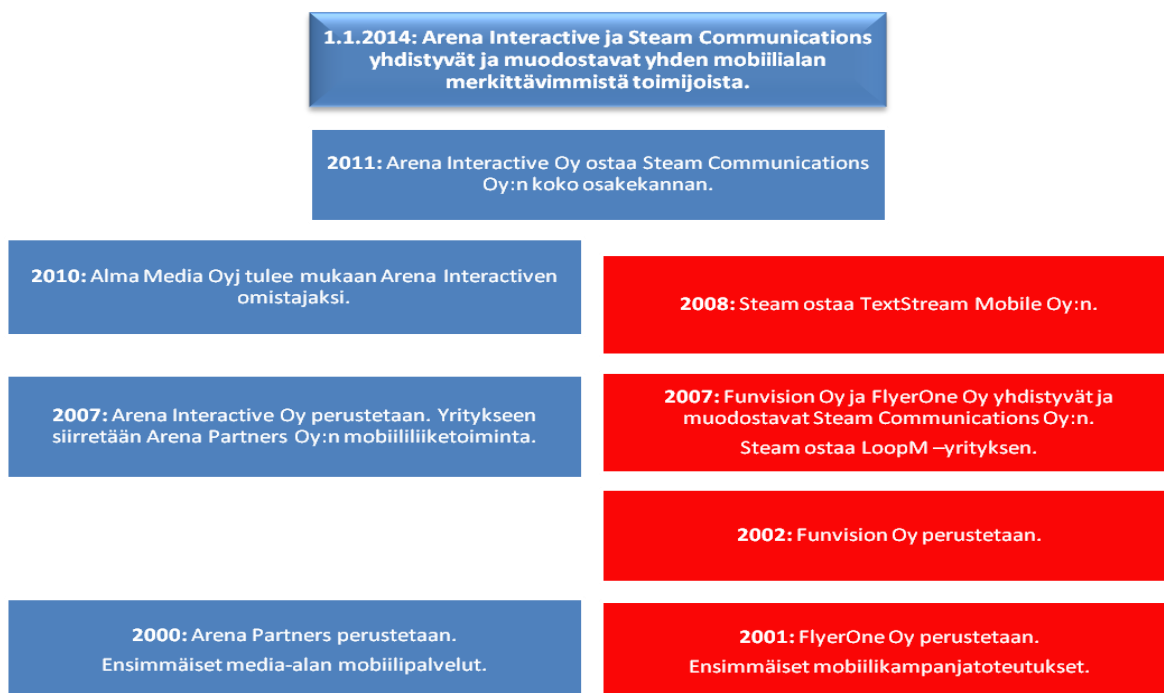 1.1.2014: Arena Interactive ja Steam Communications
yhdistyvät ja muodostavat yhden mobiilialan
merkittävimmistä toimijoista.
2011: Arena Interactive Oy ostaa Steam Communications
Oy:n koko osakekannan.
2010: Alma Media Oyj tulee mukaan Arena Interactiven
omistajaksi.
2008: Steam ostaa TextStream Mobile Oy:n.
2007: Arena Interactive Oy perustetaan. Yritykseen
siirretään Arena Partners Oy:n mobiililiiketoiminta.
2007: Funvision Oy ja FlyerOne Oy yhdistyvät ja
muodostavat Steam Communications Oy:n.
Steam ostaa LoopM –yrityksen.
2002: Funvision Oy perustetaan.
2000: Arena Partners perustetaan.
Ensimmäiset media-alan mobiilipalvelut.
2001: FlyerOne Oy perustetaan.
Ensimmäiset mobiilikampanjatoteutukset.